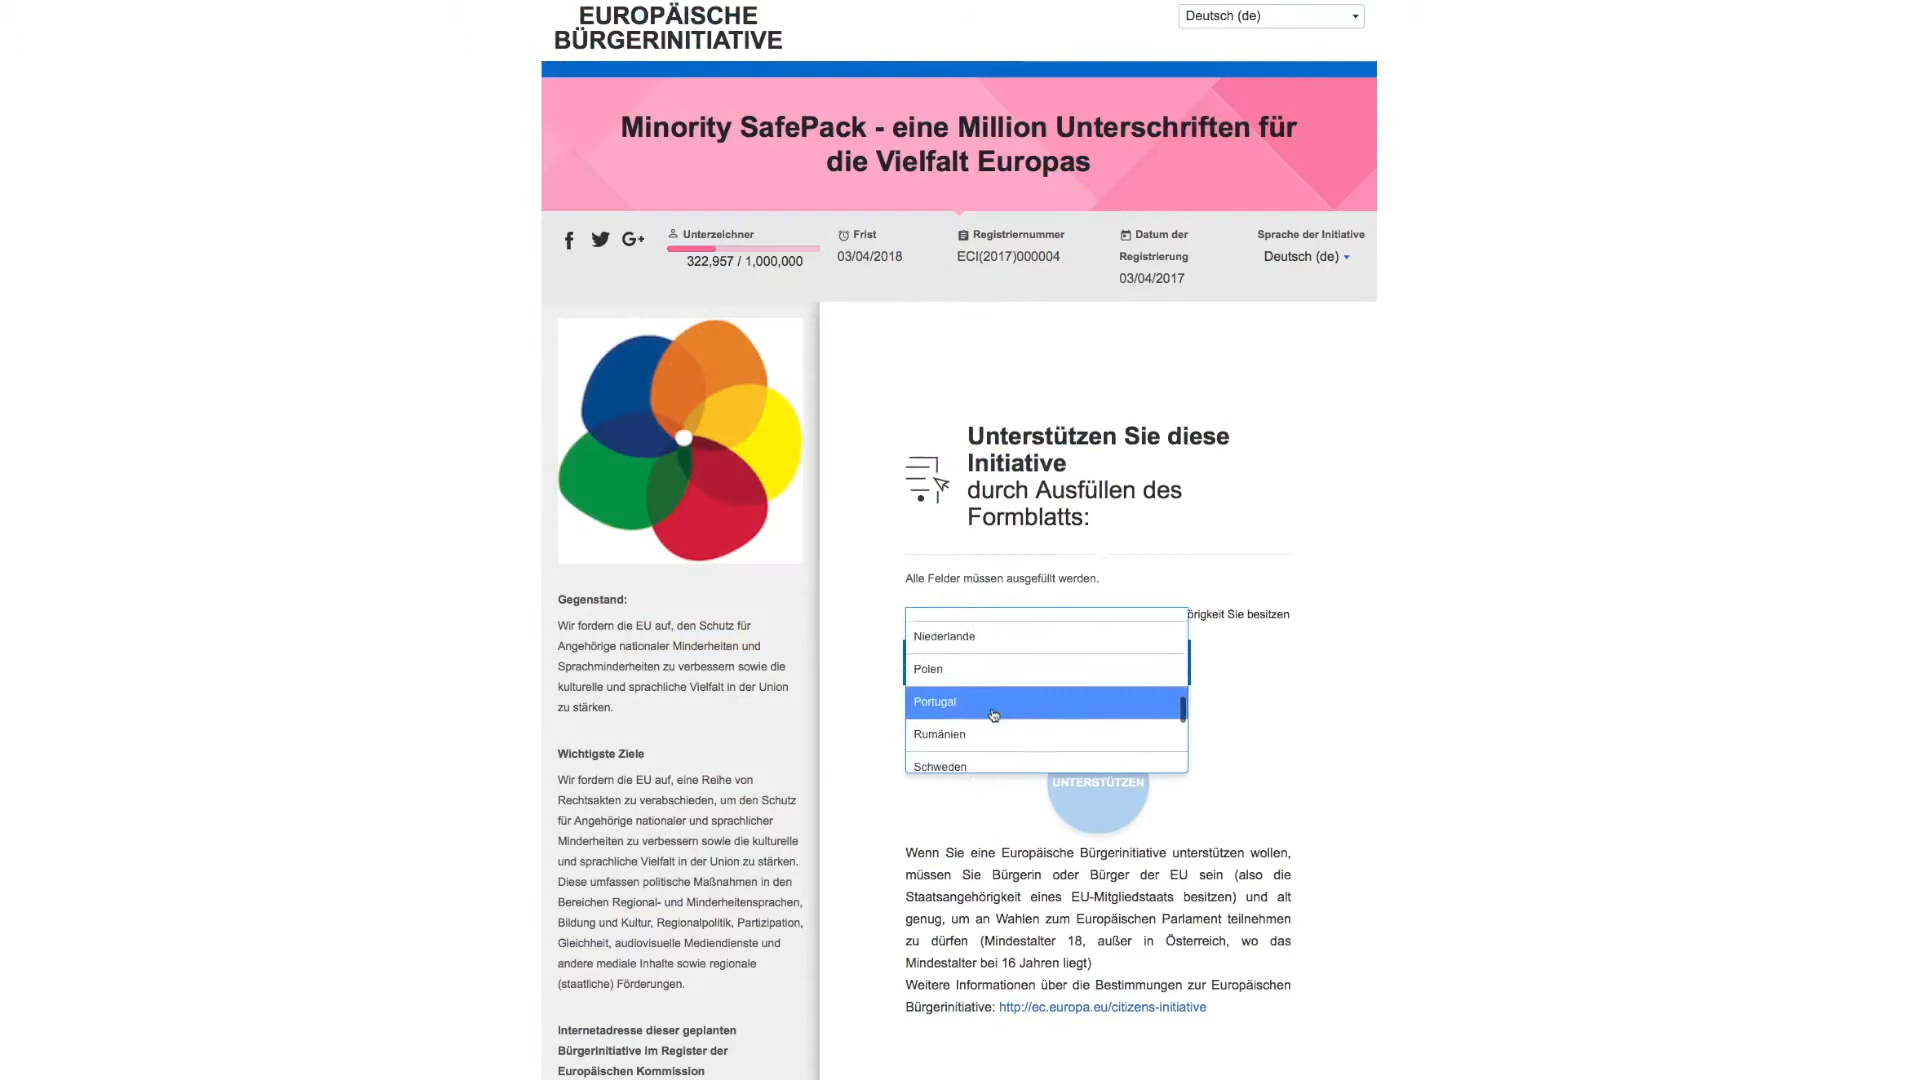 EUROPÄISCHE
BÜRGERINITIATIVE
Deutsch (de)
Minority SafePack - eine Million Unterschriften für
die Vielfalt Europas
Unterzeichner
322,957 / 1,000,000
Frist
03/04/2018
Registriernummer
ECI(2017)000004
Datum der
Registrierung
03/04/2017
Sprache der Initiative
Deutsch (de)
Gegenstand:
Wir fordern die EU auf, den Schutz für
Angehörige nationaler Minderheiten und
Sprachminderheiten zu verbessern sowie die
kulturelle und sprachliche Vielfalt in der Union
zu stärken.
Wichtigste Ziele
Wir fordern die EU auf, eine Reihe von
Rechtsakten zu verabschieden, um den Schutz
für Angehörige nationaler und sprachlicher
Minderheiten zu verbessern sowie die kulturelle
und sprachliche Vielfalt in der Union zu stärken.
Diese umfassen politische Maßnahmen in den
Bereichen Regional- und Minderheitensprachen,
Bildung und Kultur, Regionalpolitik, Partizipation,
Gleichheit, audiovisuelle Mediendienste und
andere mediale Inhalte sowie regionale
(staatliche) Förderungen.
Internetadresse dieser geplanten
Bürgerinitiative im Register der
Europäischen Kommission
Unterstützen Sie diese
Initiative
durch Ausfüllen des
Formblatts:
Alle Felder müssen ausgefüllt werden.
örigkeit Sie besitzen
Niederlande
Polen
Portugal
Rumänien
Schweden
UNTERSTÜTZEN
Wenn Sie eine Europäische Bürgerinitiative unterstützen wollen,
müssen Sie Bürgerin oder Bürger der EU sein (also die
Staatsangehörigkeit eines EU-Mitgliedstaats besitzen) und alt
genug, um an Wahlen zum Europäischen Parlament teilnehmen
zu dürfen (Mindestalter 18, außer in Österreich, wo das
Mindestalter bei 16 Jahren liegt)
Weitere Informationen über die Bestimmungen zur Europäischen
Bürgerinitiative: http://ec.europa.eu/citizens-initiative